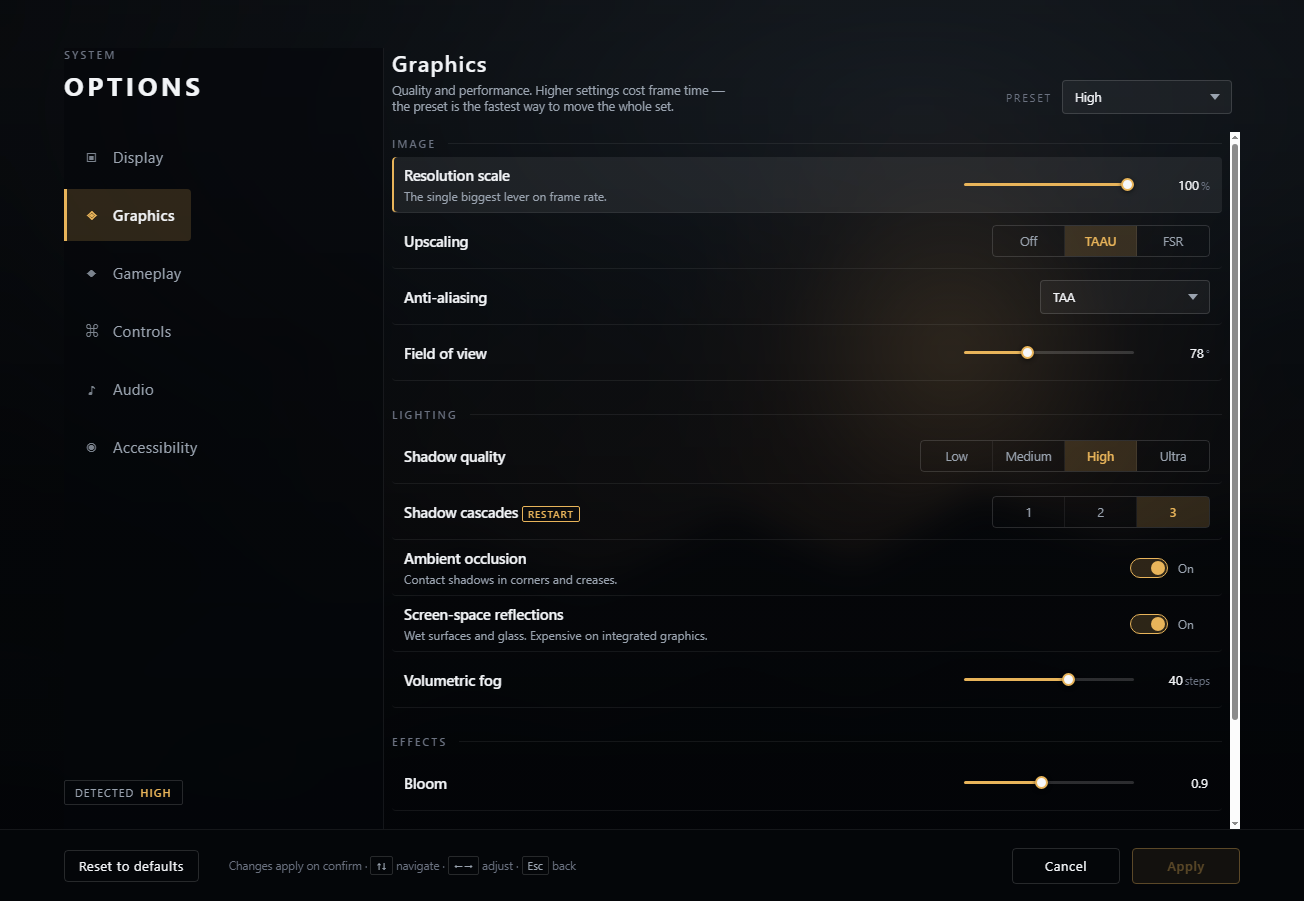 SYSTEM
OPTIONS
Display
Graphics
Gameplay
Controls
Audio
Accessibility
DETECTED HIGH
Graphics
Quality and performance. Higher settings cost frame time —
the preset is the fastest way to move the whole set.
PRESET High
IMAGE
Resolution scale
The single biggest lever on frame rate.
100 %
Upscaling Off TAAU FSR
Anti-aliasing TAA
Field of view 78 °
LIGHTING
Shadow quality Low Medium High Ultra
Shadow cascades RESTART 1 2 3
Ambient occlusion
Contact shadows in corners and creases.
On
Screen-space reflections
Wet surfaces and glass. Expensive on integrated graphics.
On
Volumetric fog 40 steps
EFFECTS
Bloom 0.9
Reset to defaults Changes apply on confirm · ↑↓ navigate · ←→ adjust · Esc back Cancel Apply